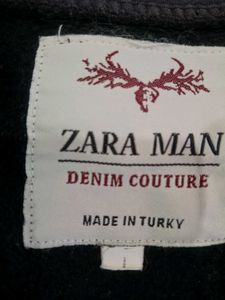 ZARA MAN
DENIM COUTURE
MADE IN TURKY